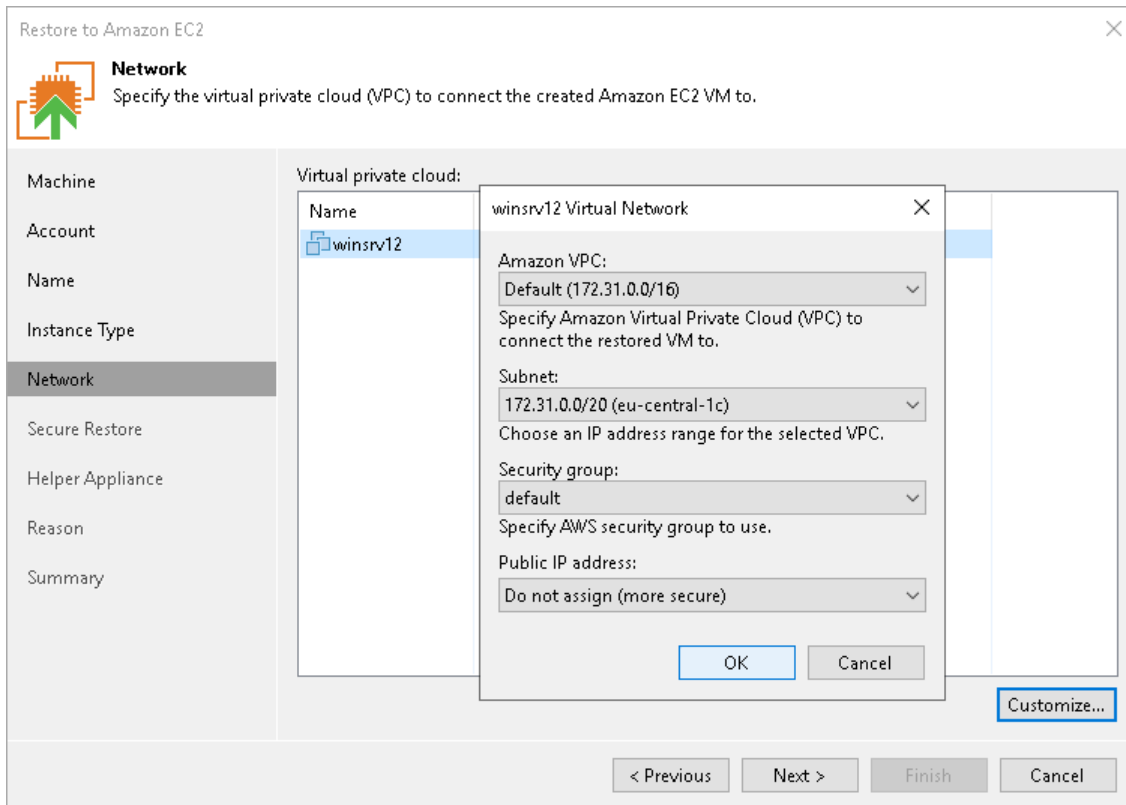 Restore to Amazon EC2
Network
Specify the virtual private cloud (VPC) to connect the created Amazon EC2 VM to.
Machine
Account
Name
Instance Type
Network
Secure Restore
Helper Appliance
Reason
Summary
Virtual private cloud:
Name
winsrv12
winsrv12 Virtual Network
Amazon VPC:
Default (172.31.0.0/16)
Specify Amazon Virtual Private Cloud (VPC) to
connect the restored VM to.
Subnet:
172.31.0.0/20 (eu-central-1c)
Choose an IP address range for the selected VPC.
Security group:
default
Specify AWS security group to use.
Public IP address:
Do not assign (more secure)
OK
Cancel
Customize...
< Previous
Next >
Finish
Cancel